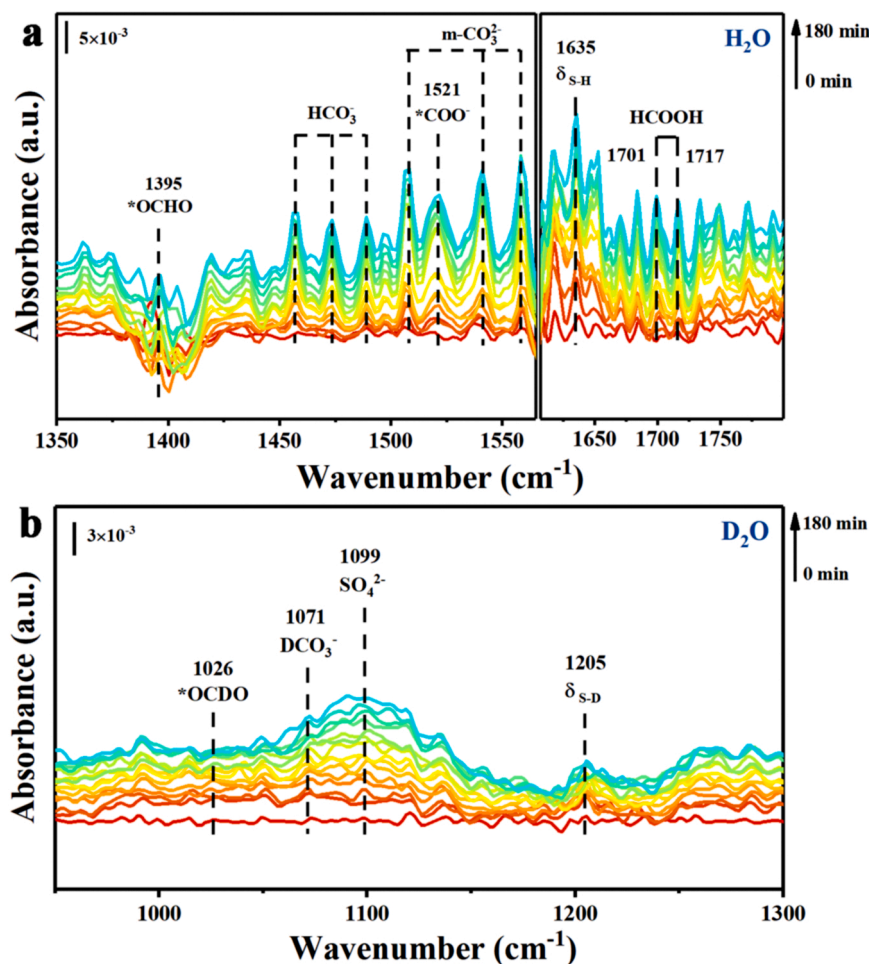 a
5×10⁻³
H₂O
180 min
0 min
m-CO₃²⁻
HCO₃⁻
1521
*COO⁻
1395
*OCHO
1635
δ S-H
HCOOH
1701
1717
Absorbance (a.u.)
1350
1400
1450
1500
1550
1650
1700
1750
Wavenumber (cm⁻¹)
b
3×10⁻³
D₂O
180 min
0 min
1099
SO₄²⁻
1071
DCO₃⁻
1026
*OCDO
1205
δ S-D
Absorbance (a.u.)
1000
1100
1200
1300
Wavenumber (cm⁻¹)